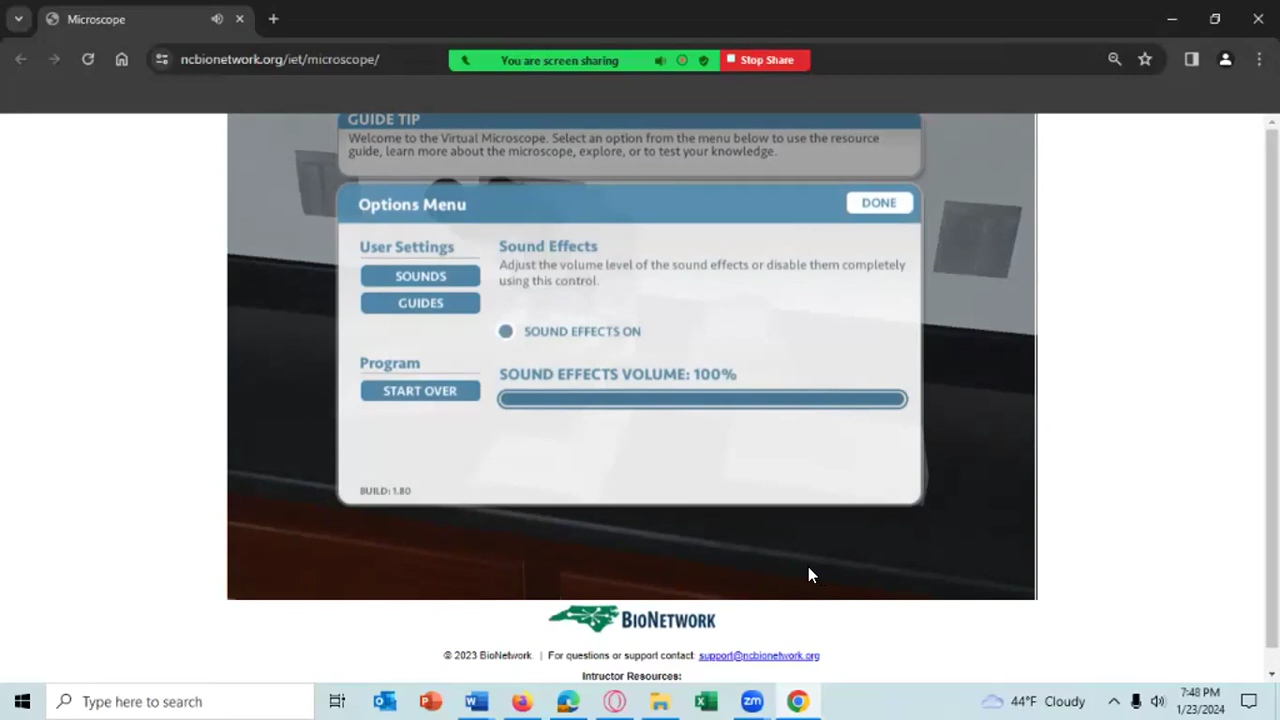 Microscope
ncbionetwork.org/iet/microscope/
You are screen sharing
Stop Share
GUIDE TIP
Welcome to the Virtual Microscope. Select an option from the menu below to use the resource
guide, learn more about the microscope, explore, or to test your knowledge.
Options Menu
DONE
User Settings
SOUNDS
GUIDES
Program
START OVER
Sound Effects
Adjust the volume level of the sound effects or disable them completely
using this control.
SOUND EFFECTS ON
SOUND EFFECTS VOLUME: 100%
BUILD: 1.80
BIONETWORK
© 2023 BioNetwork. | For questions or support contact: support@ncbionetwork.org
Intructor Resources:
Type here to search
44°F Cloudy
7:48 PM
1/23/2024